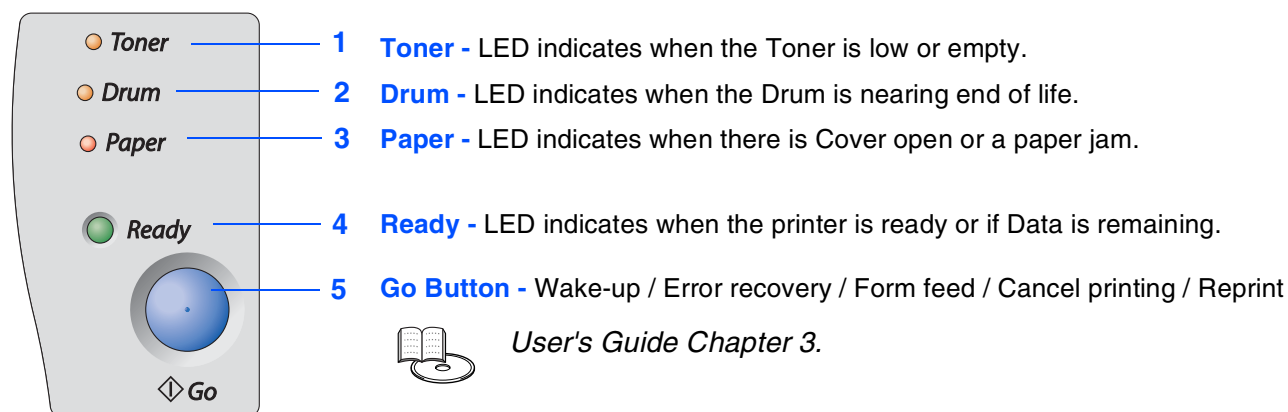 Toner 1 Toner - LED indicates when the Toner is low or empty.
Drum 2 Drum - LED indicates when the Drum is nearing end of life.
Paper 3 Paper - LED indicates when there is Cover open or a paper jam.
Ready 4 Ready - LED indicates when the printer is ready or if Data is remaining.
5 Go Button - Wake-up / Error recovery / Form feed / Cancel printing / Reprint
User's Guide Chapter 3.
Go